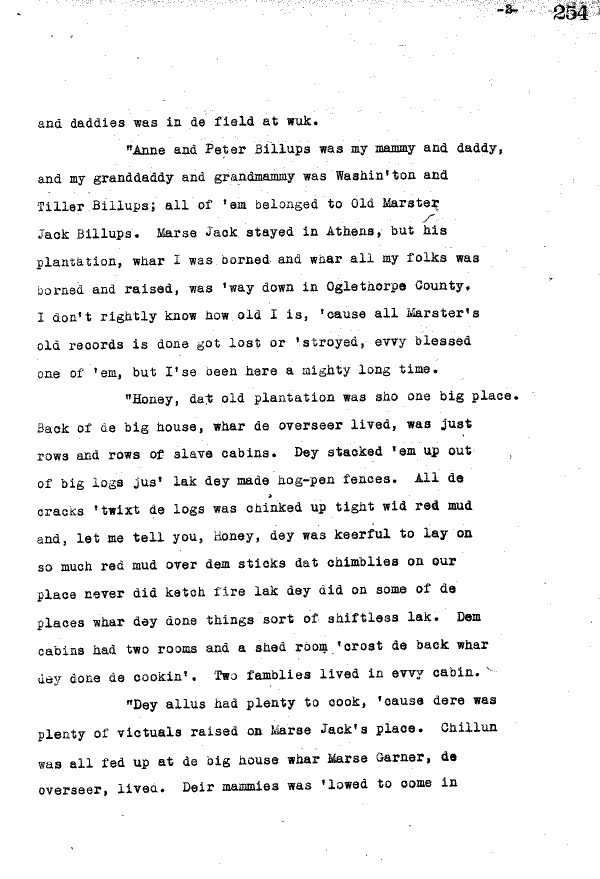 -2- 254
and daddies was in de field at wuk.
"Anne and Peter Billups was my mammy and daddy,
and my granddaddy and grandmammy was Washin'ton and
Tiller Billups; all of 'em belonged to Old Marster
Jack Billups. Marse Jack stayed in Athens, but his
plantation, whar I was borned and whar all my folks was
borned and raised, was 'way down in Oglethorpe County.
I don't rightly know how old I is, 'cause all Marster's
old records is done got lost or 'stroyed, evvy blessed
one of 'em, but I'se been here a mighty long time.
"Honey, dat old plantation was sho one big place.
Back of de big house, whar de overseer lived, was just
rows and rows of slave cabins. Dey stacked 'em up out
of big logs jus' lak dey made hog-pen fences. All de
cracks 'twixt de logs was chinked up tight wid red mud
and, let me tell you, Honey, dey was keerful to lay on
so much red mud over dem sticks dat chimblies on our
place never did ketch fire lak dey did on some of de
places whar dey done things sort of shiftless lak. Dem
cabins had two rooms and a shed room 'crost de back whar
dey done de cookin'. Two famblies lived in evvy cabin.
"Dey allus had plenty to cook, 'cause dere was
plenty of victuals raised on Marse Jack's place. Chillun
was all fed up at de big house whar Marse Garner, de
overseer, lived. Deir mammies was 'lowed to come in